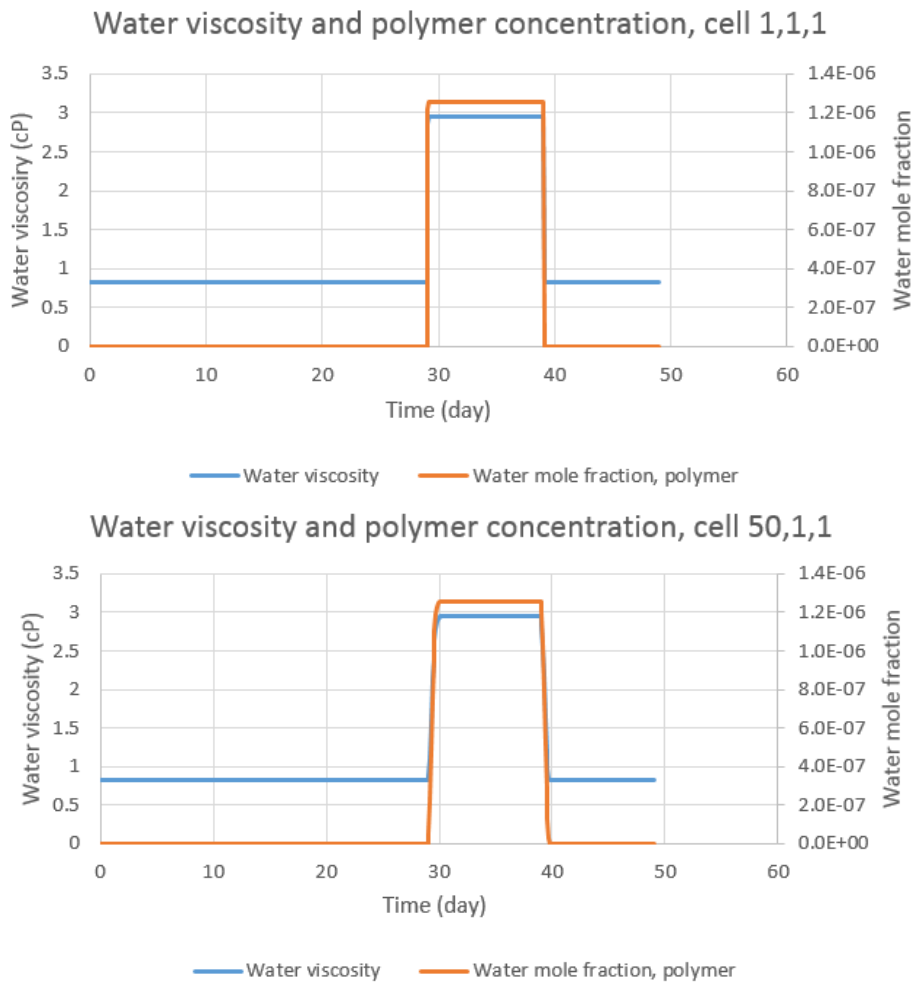 Water viscosity and polymer concentration, cell 1,1,1
3.5
3
2.5
2
1.5
1
0.5
0
Water viscosiry (cP)
1.4E-06
1.2E-06
1.0E-06
8.0E-07
6.0E-07
4.0E-07
2.0E-07
0.0E+00
Water mole fraction
0 10 20 30 40 50 60
Time (day)
Water viscosity Water mole fraction, polymer
Water viscosity and polymer concentration, cell 50,1,1
3.5
3
2.5
2
1.5
1
0.5
0
Water viscosity (cP)
1.4E-06
1.2E-06
1.0E-06
8.0E-07
6.0E-07
4.0E-07
2.0E-07
0.0E+00
Water mole fraction
0 10 20 30 40 50 60
Time (day)
Water viscosity Water mole fraction, polymer